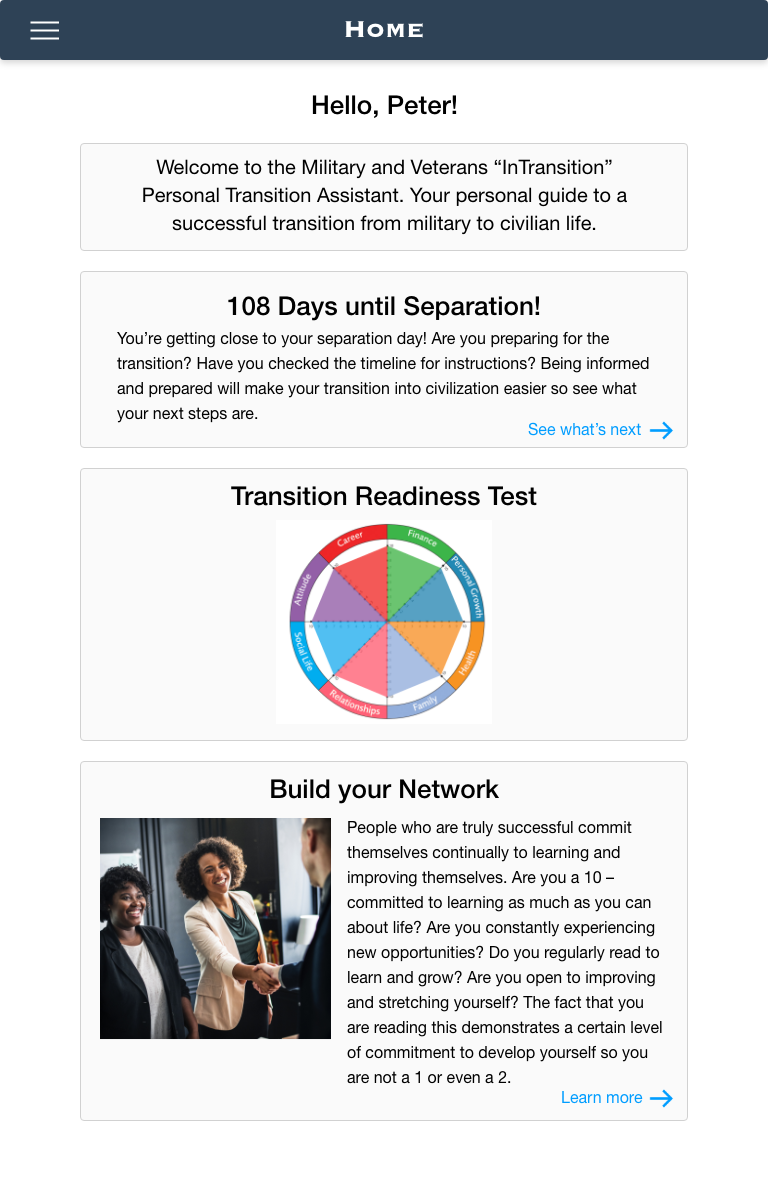 Home
Hello, Peter!
Welcome to the Military and Veterans “InTransition”
Personal Transition Assistant. Your personal guide to a
successful transition from military to civilian life.
108 Days until Separation!
You’re getting close to your separation day! Are you preparing for the
transition? Have you checked the timeline for instructions? Being informed
and prepared will make your transition into civilization easier so see what
your next steps are.
See what’s next
Transition Readiness Test
Career
Finance
Personal Growth
Health
Family
Relationships
Social Life
Attitude
Build your Network
People who are truly successful commit
themselves continually to learning and
improving themselves. Are you a 10 –
committed to learning as much as you can
about life? Are you constantly experiencing
new opportunities? Do you regularly read to
learn and grow? Are you open to improving
and stretching yourself? The fact that you
are reading this demonstrates a certain level
of commitment to develop yourself so you
are not a 1 or even a 2.
Learn more